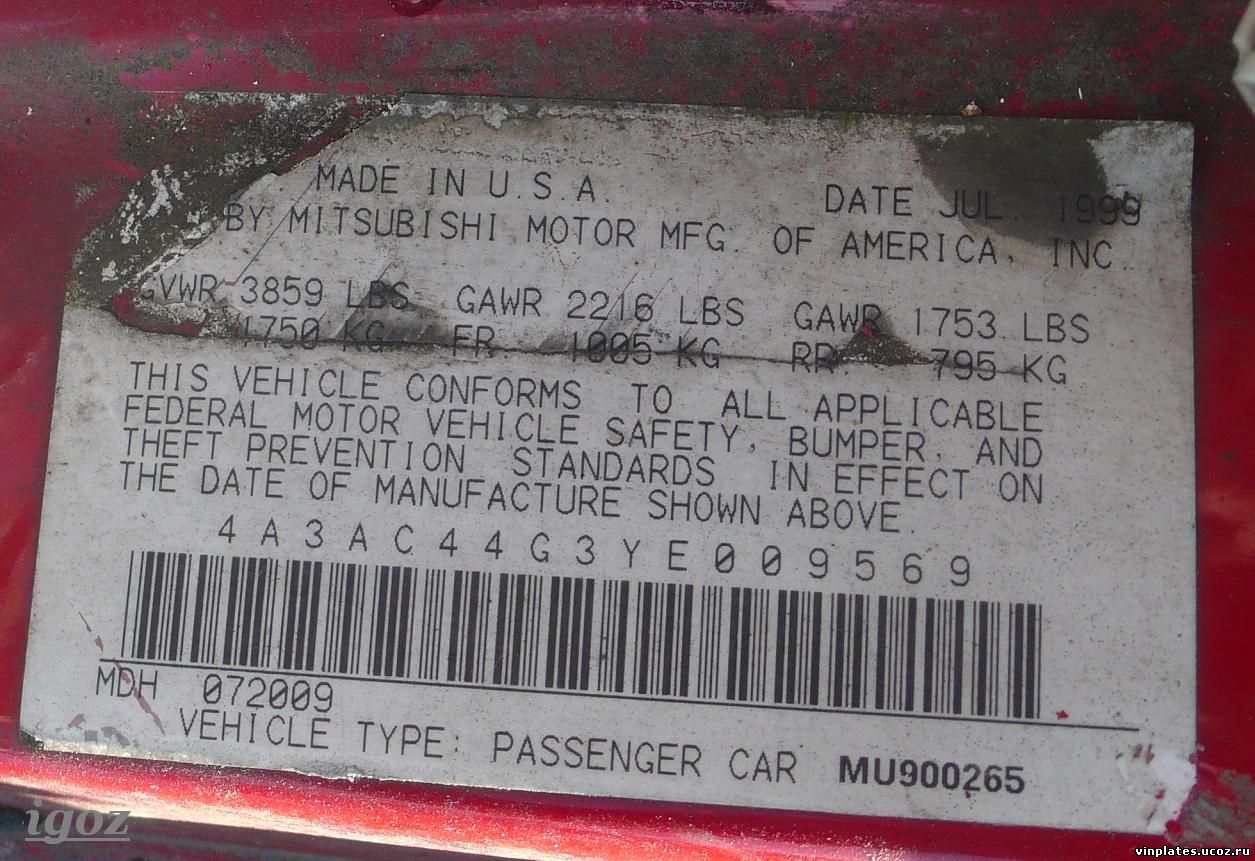 MADE IN U.S.A. DATE JUL. 1999
BY MITSUBISHI MOTOR MFG. OF AMERICA, INC.
GVWR 3859 LBS GAWR 2216 LBS GAWR 1753 LBS
1750 KG FR. 1005 KG RR. 795 KG
THIS VEHICLE CONFORMS TO ALL APPLICABLE
FEDERAL MOTOR VEHICLE SAFETY, BUMPER, AND
THEFT PREVENTION STANDARDS IN EFFECT ON
THE DATE OF MANUFACTURE SHOWN ABOVE.
4A3AC44G3YE009569
MDH 072009
VEHICLE TYPE: PASSENGER CAR MU900265
igoz
vinplates.ucoz.ru